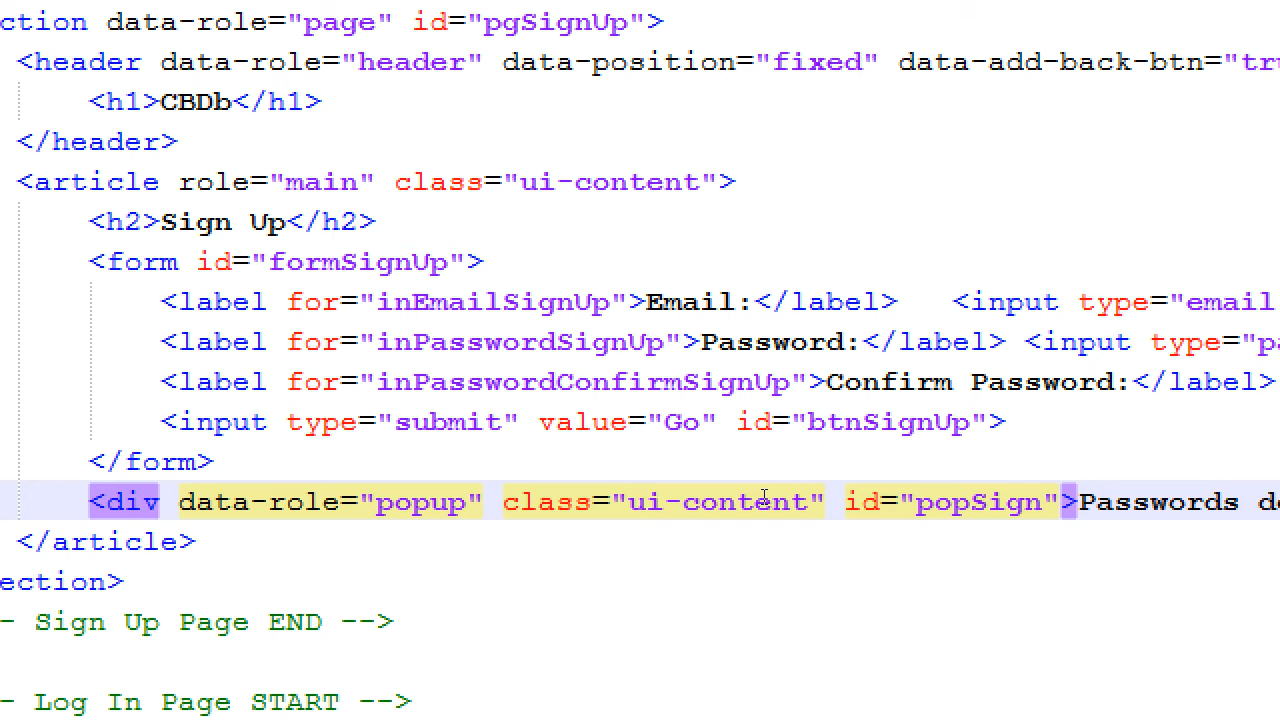 ction data-role="page" id="pgSignUp">
<header data-role="header" data-position="fixed" data-add-back-btn="tru
<h1>CBDb</h1>
</header>
<article role="main" class="ui-content">
<h2>Sign Up</h2>
<form id="formSignUp">
<label for="inEmailSignUp">Email:</label> <input type="email
<label for="inPasswordSignUp">Password:</label> <input type="pa
<label for="inPasswordConfirmSignUp">Confirm Password:</label>
<input type="submit" value="Go" id="btnSignUp">
</form>
<div data-role="popup" class="ui-content" id="popSign">Passwords do
</article>
ection>
- Sign Up Page END -->
- Log In Page START -->